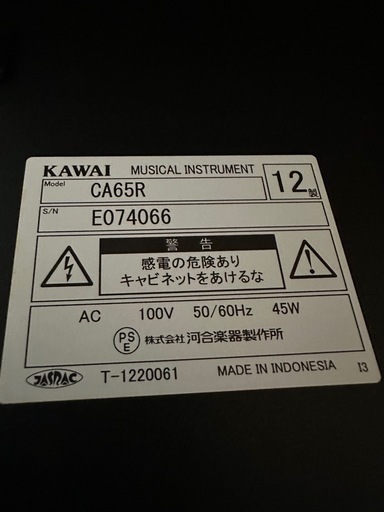 KAWAI MUSICAL INSTRUMENT
Model CA65R
12製
S/N E074066
警告
感電の危険あり
キャビネットをあけるな
AC 100V 50/60Hz 45W
PSE 株式会社 河合楽器製作所
JASRAC T-1220061 MADE IN INDONESIA I3